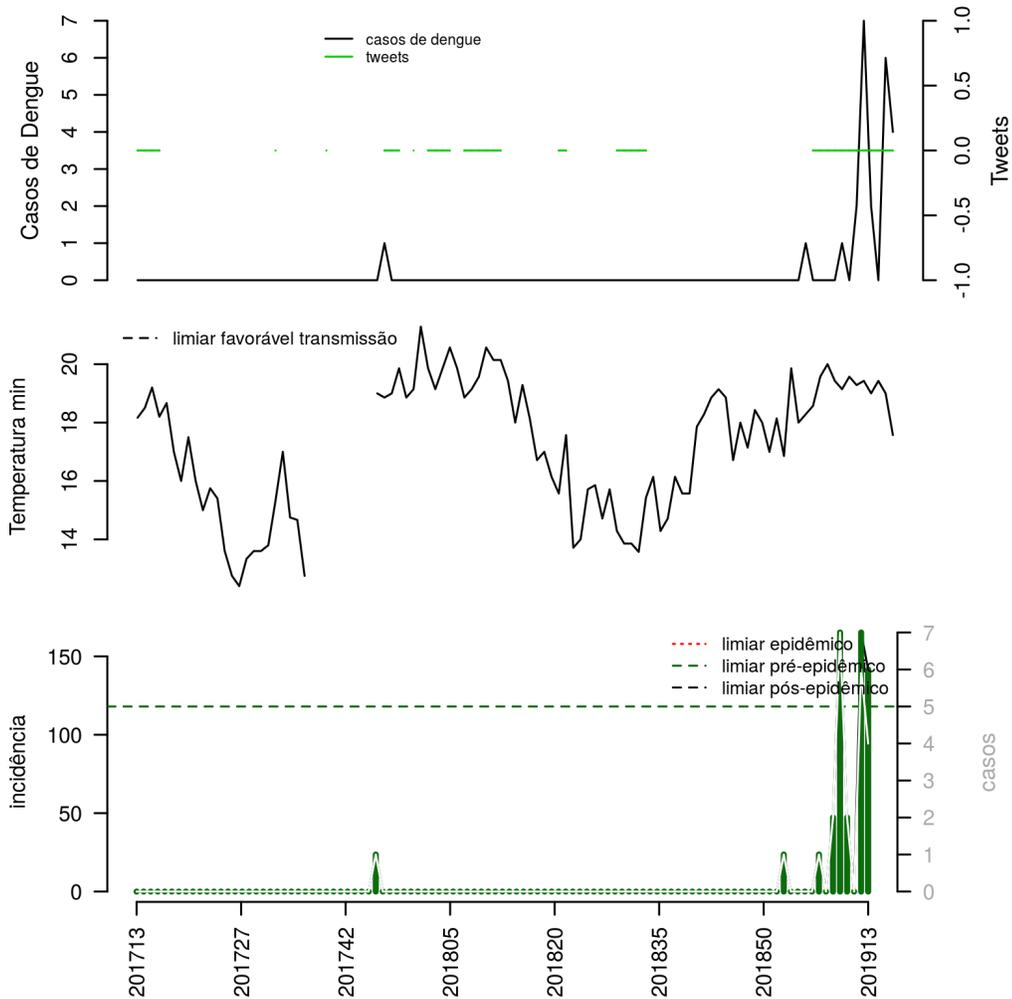 casos de dengue
tweets
Casos de Dengue
0 1 2 3 4 5 6 7
Tweets
-1.0 -0.5 0.0 0.5 1.0
limiar favorável transmissão
Temperatura min
14 16 18 20
limiar epidêmico
limiar pré-epidêmico
limiar pós-epidêmico
incidência
0 50 100 150
casos
0 1 2 3 4 5 6 7
201713 201727 201742 201805 201820 201835 201850 201913